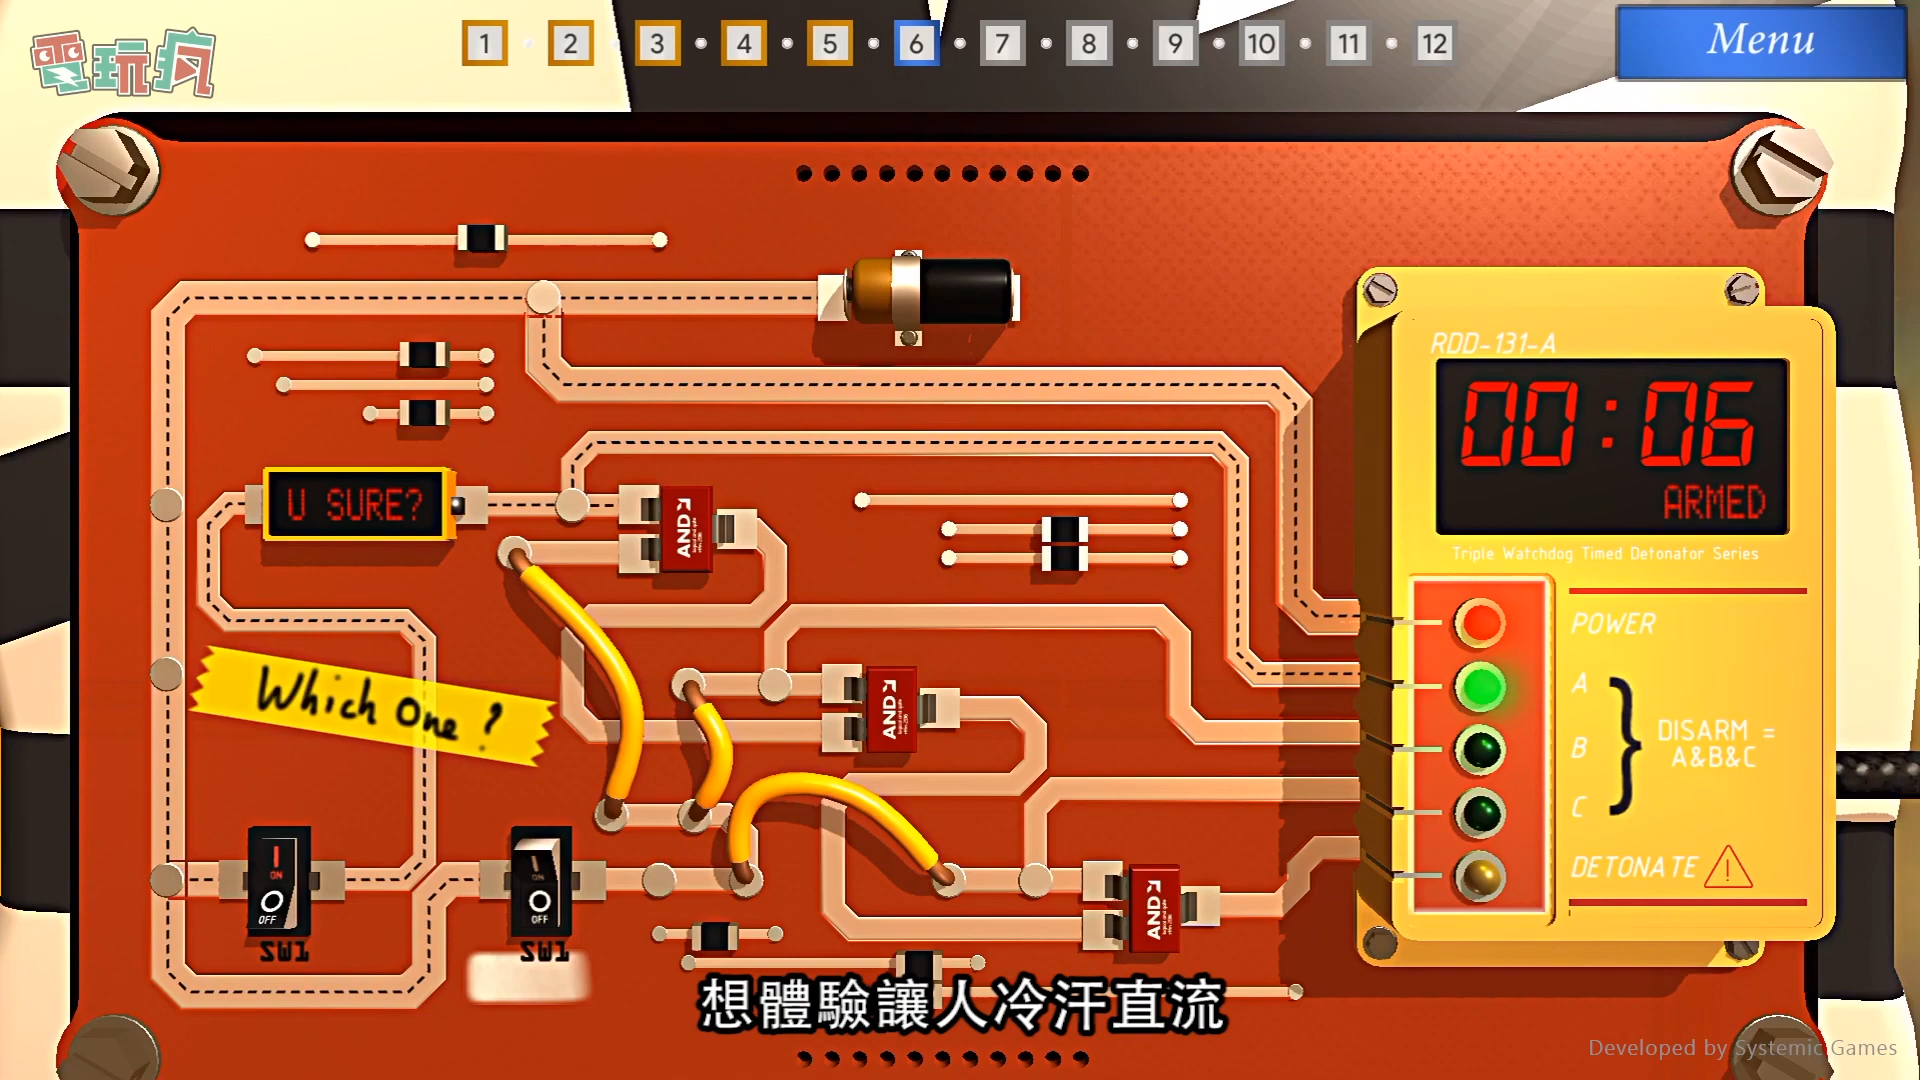 電玩瘋
1 2 3 4 5 6 7 8 9 10 11 12
Menu
RDD-131-A
00:06
ARMED
Triple Watchdog Timed Detonator Series
U SURE?
AND
POWER
A
B
C
DISARM =
A&B&C
DETONATE
Which One ?
AND
AND
I
ON
OFF
SW1
I
ON
OFF
SW1
想體驗讓人冷汗直流
Developed by Systemic Games